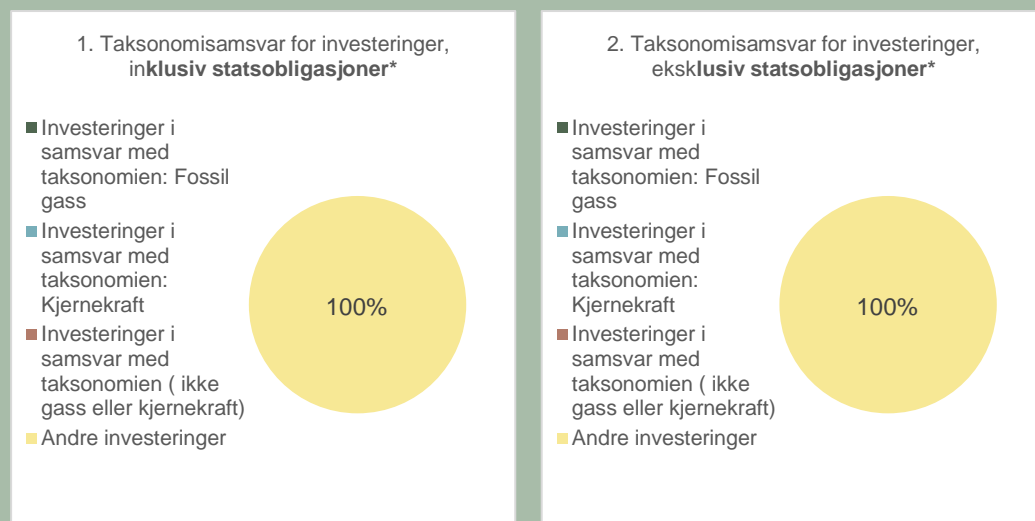 1. Taksonomisamsvar for investeringer,
inklusiv statsobligasjoner*
Investeringer i
samsvar med
taksonomien: Fossil
gass
Investeringer i
samsvar med
taksonomien:
Kjernekraft
Investeringer i
samsvar med
taksonomien ( ikke
gass eller kjernekraft)
Andre investeringer
100%
2. Taksonomisamsvar for investeringer,
eksklusiv statsobligasjoner*
Investeringer i
samsvar med
taksonomien: Fossil
gass
Investeringer i
samsvar med
taksonomien:
Kjernekraft
Investeringer i
samsvar med
taksonomien ( ikke
gass eller kjernekraft)
Andre investeringer
100%